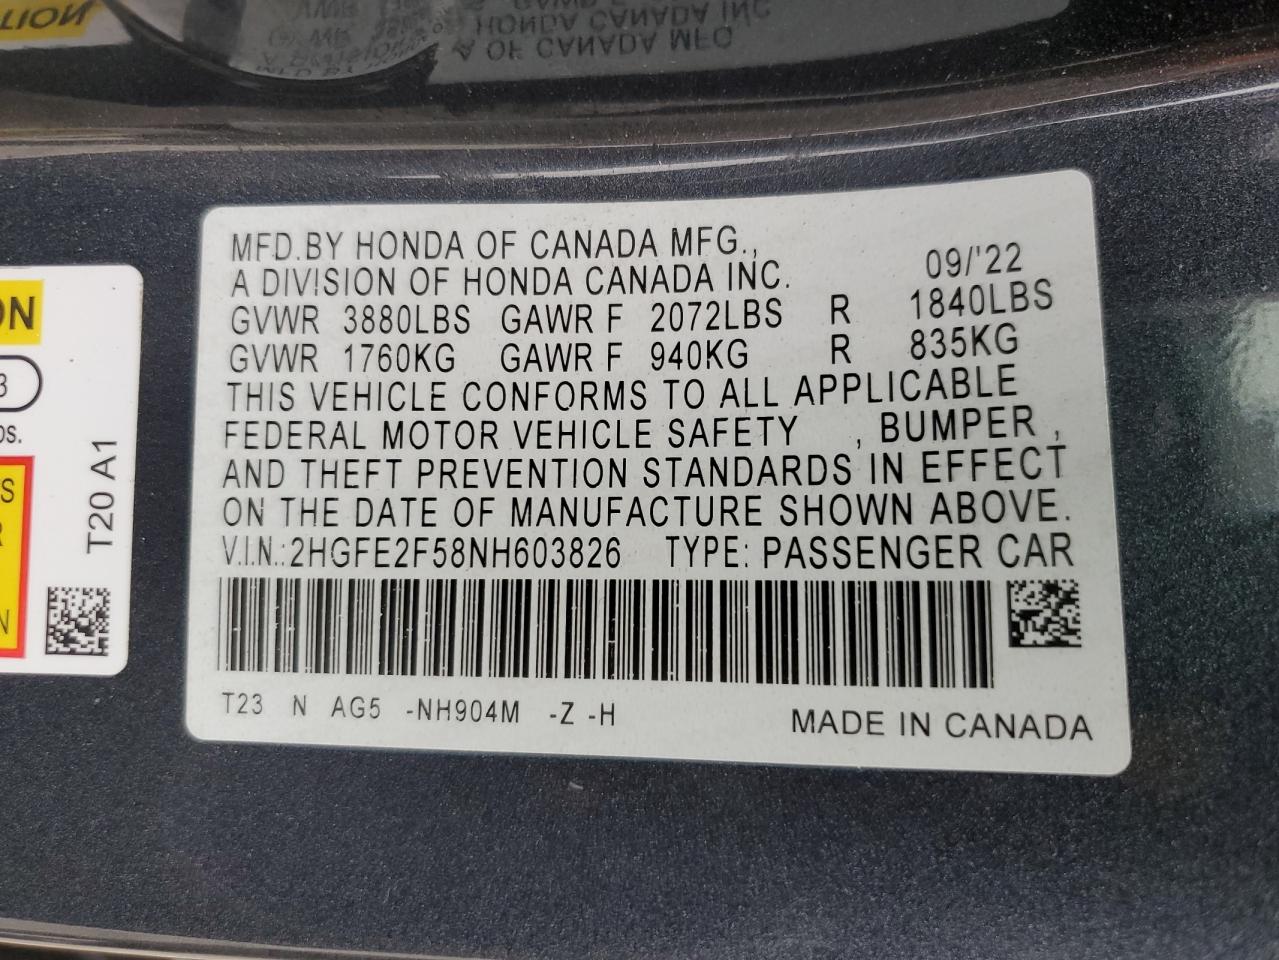 MFD.BY HONDA OF CANADA MFG.,
A DIVISION OF HONDA CANADA INC. 09/'22
GVWR 3880LBS GAWR F 2072LBS R 1840LBS
GVWR 1760KG GAWR F 940KG R 835KG
THIS VEHICLE CONFORMS TO ALL APPLICABLE
FEDERAL MOTOR VEHICLE SAFETY , BUMPER ,
AND THEFT PREVENTION STANDARDS IN EFFECT
ON THE DATE OF MANUFACTURE SHOWN ABOVE.
V.I.N.:2HGFE2F58NH603826 TYPE: PASSENGER CAR
T23 N AG5 -NH904M -Z -H
MADE IN CANADA
T20 A1